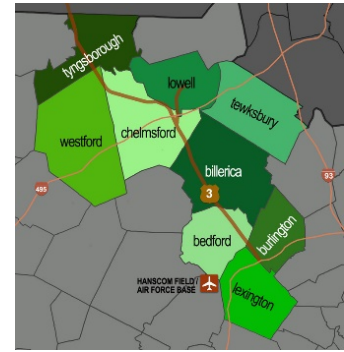 tyngsborough
lowell
tewksbury
chelmsford
westford
billerica
93
495
3
burlington
bedford
HANSCOM FIELD/
AIR FORCE BASE
lexington